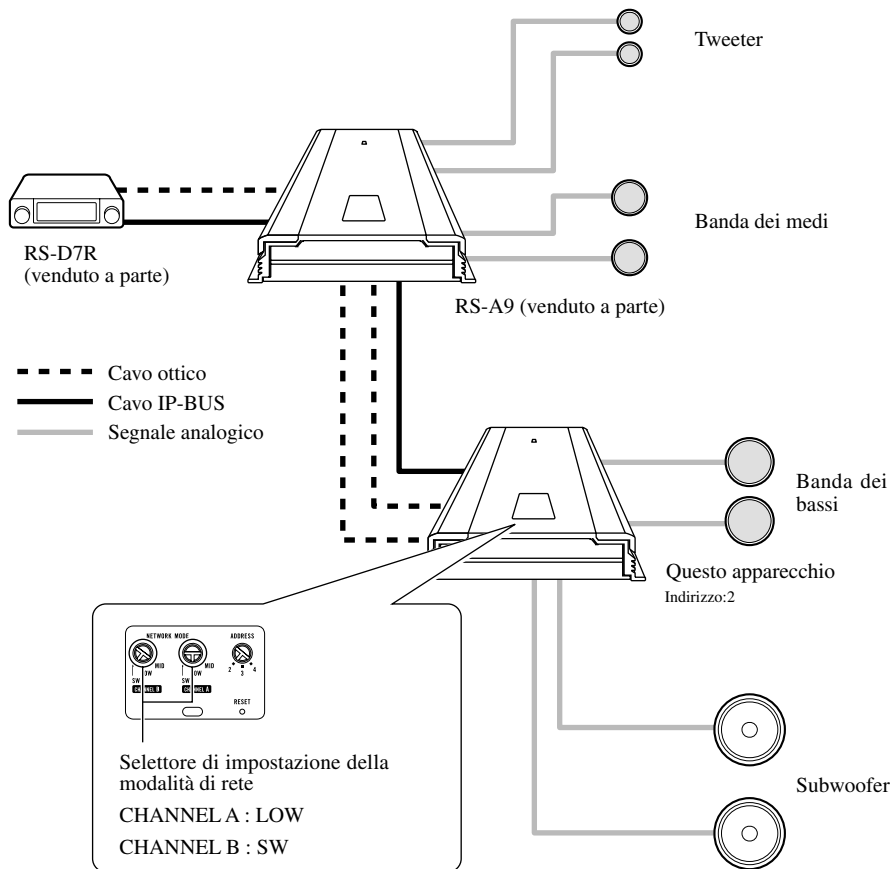 Tweeter
Banda dei medi
RS-D7R
(venduto a parte)
RS-A9 (venduto a parte)
Cavo ottico
Cavo IP-BUS
Segnale analogico
Banda dei
bassi
Questo apparecchio
Indirizzo:2
NETWORK MODE ADDRESS
MID MID 2 3 4
OW OW
SW SW
CHANNEL B CHANNEL A
RESET
Selettore di impostazione della
modalità di rete
CHANNEL A : LOW
CHANNEL B : SW
Subwoofer